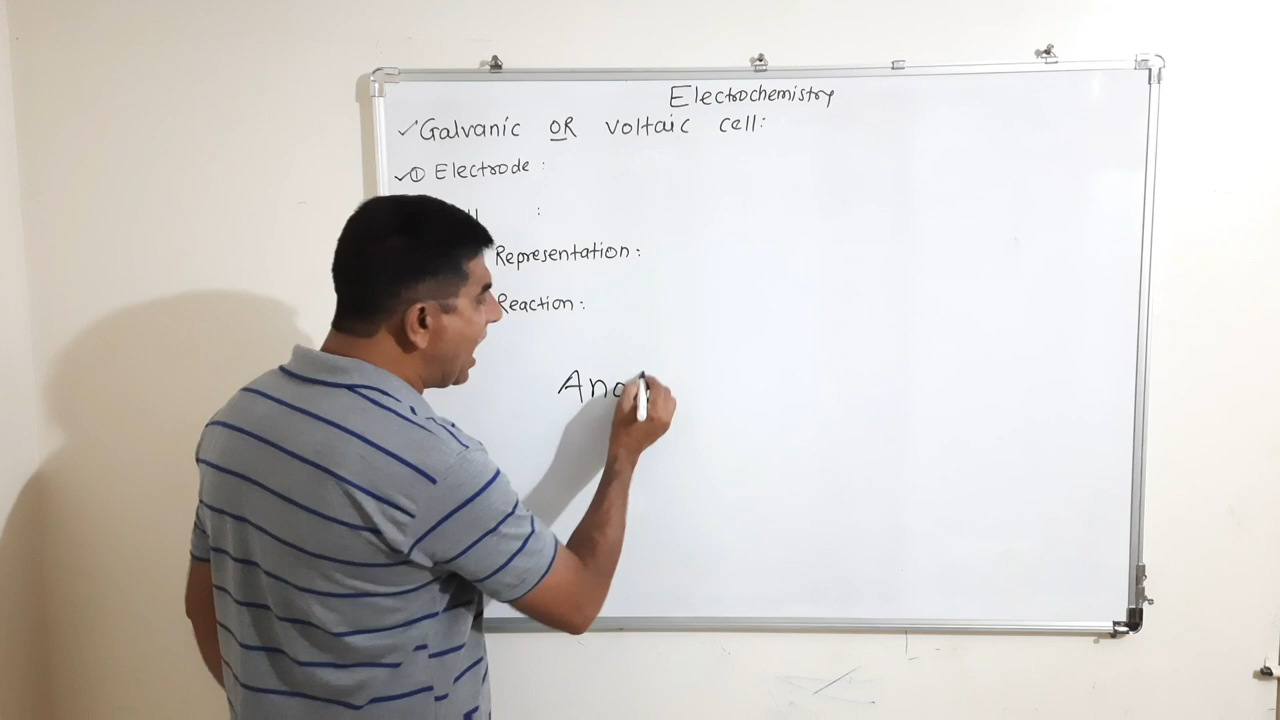 Electrochemistry
✓Galvanic OR voltaic cell:
✓① Electrode :
:
Representation :
Reaction :
Ano